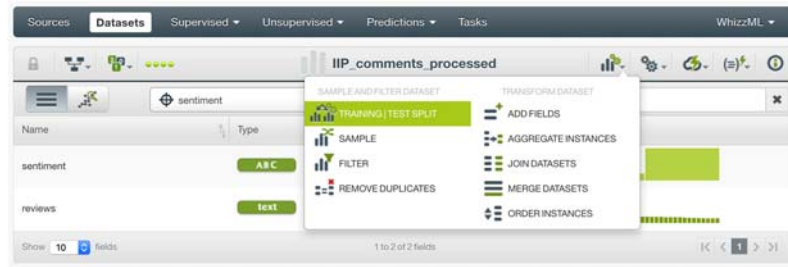 Sources Datasets Supervised Unsupervised Predictions Tasks WhizzML
IIP_comments_processed
sentiment
SAMPLE AND FILTER DATASET TRANSFORM DATASET
Name Type
TRAINING | TEST SPLIT ADD FIELDS
SAMPLE AGGREGATE INSTANCES
sentiment ABC
FILTER JOIN DATASETS
REMOVE DUPLICATES MERGE DATASETS
reviews text
ORDER INSTANCES
Show 10 fields 1 to 2 of 2 fields 1